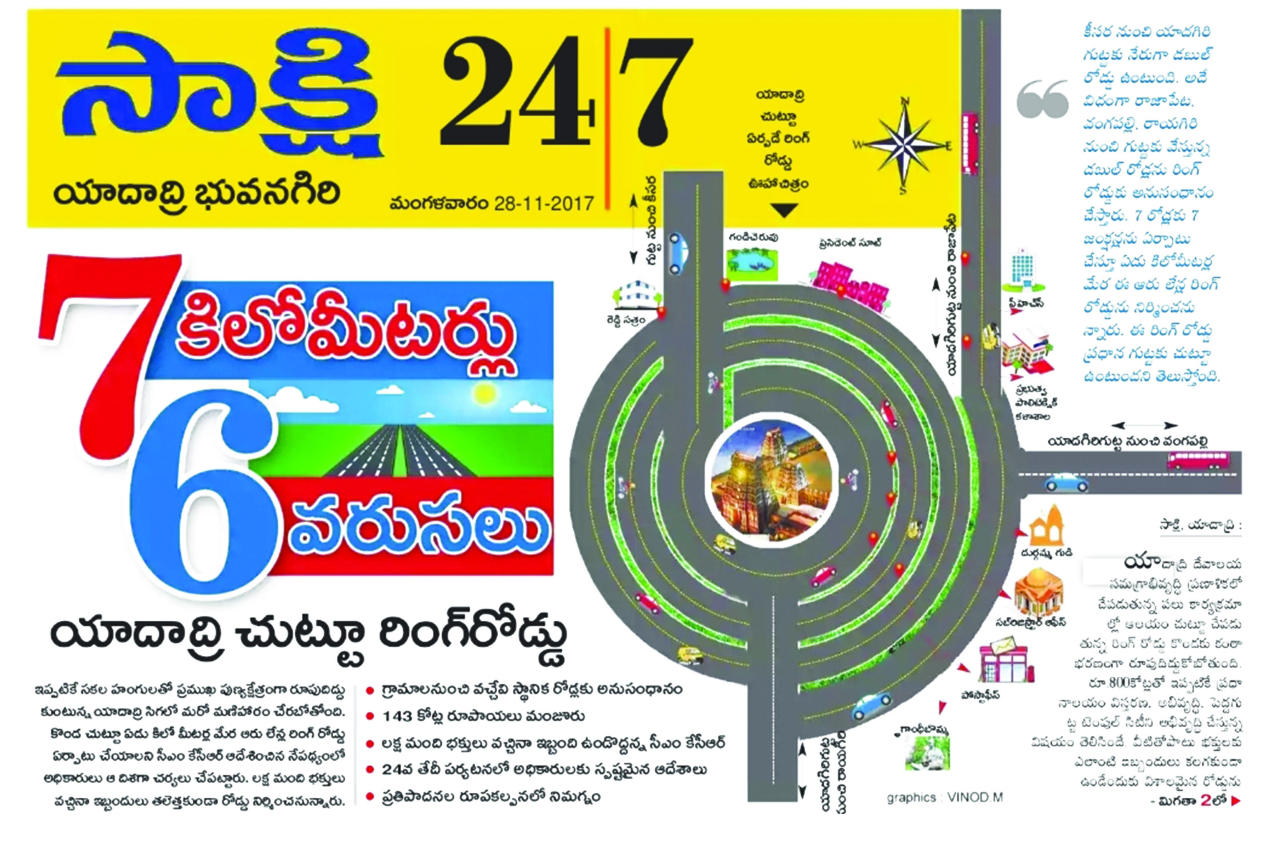 సాక్షి
24|7
యాదాద్రి భువనగిరి
మంగళవారం 28-11-2017
యాదాద్రి
చుట్టూ
ఏర్పడే రింగ్
రోడ్డు
ఊహాచిత్రం
N
W
E
S
కీసర నుంచి యాదగిరి
గుట్టకు నేరుగా డబుల్
రోడ్డు ఉంటుంది. అదే
విధంగా రాజాపేట,
వంగపల్లి, రాయగిరి
నుంచి గుట్టకు వేస్తున్న
డబుల్ రోడ్లను రింగ్
రోడ్డుకు అనుసంధానం
చేస్తారు. 7 రోడ్లకు 7
జంక్షన్లను ఏర్పాటు
చేస్తూ ఏడు కిలోమీటర్ల
మేర ఈ ఆరు లేన్ల రింగ్
రోడ్డును నిర్మించను
న్నారు. ఈ రింగ్ రోడ్డు
ప్రధాన గుట్టకు చుట్టూ
ఉంటుందని తెలుస్తోంది.
7 కిలోమీటర్లు
6 వరుసలు
యాదాద్రి చుట్టూ రింగ్‌రోడ్డు
ఇప్పటికే సకల హంగులతో ప్రముఖ పుణ్యక్షేత్రంగా రూపుదిద్దు
కుంటున్న యాదాద్రి సిగలో మరో మణిహారం చేరబోతోంది.
కొండ చుట్టూ ఏడు కిలో మీటర్ల మేర ఆరు లేన్ల రింగ్ రోడ్డు
ఏర్పాటు చేయాలని సీఎం కేసీఆర్ ఆదేశించిన నేపథ్యంలో
అధికారులు ఆ దిశగా చర్యలు చేపట్టారు. లక్ష మంది భక్తులు
వచ్చినా ఇబ్బందులు తలెత్తకుండా రోడ్డు నిర్మించనున్నారు.
● గ్రామాలనుంచి వచ్చేవి స్థానిక రోడ్లకు అనుసంధానం
● 143 కోట్ల రూపాయలు మంజూరు
● లక్ష మంది భక్తులు వచ్చినా ఇబ్బంది ఉండొద్దన్న సీఎం కేసీఆర్
● 24వ తేదీ పర్యటనలో అధికారులకు స్పష్టమైన ఆదేశాలు
● ప్రతిపాదనల రూపకల్పనలో నిమగ్నం
గుట్ట నుంచి కీసర
గండిచెరువు
ప్రెసిడెంట్ సూట్
రెడ్డి సత్రం
యాదగిరిగుట్ట నుంచి రాజాపేట
పీహెచ్‌సీ
ప్రభుత్వ
పాలిటెక్నిక్
కళాశాల
యాదగిరిగుట్ట నుంచి వంగపల్లి
దుర్గమ్మ గుడి
సబ్‌రిజిస్ట్రార్ ఆఫీస్
పోస్టాఫీస్
గాంధీబొమ్మ
యాదగిరిగుట్ట
నుంచి రాయగిరి
graphics : VINOD.M
సాక్షి, యాదాద్రి :
యాదాద్రి దేవాలయ
సమగ్రాభివృద్ధి ప్రణాళికలో
చేపడుతున్న పలు కార్యక్రమా
ల్లో ఆలయం చుట్టూ చేపడు
తున్న రింగ్ రోడ్డు కొండకు కంఠా
భరణంగా రూపుదిద్దుకోబోతుంది.
రూ.800కోట్లతో ఇప్పటికే ప్రధా
నాలయం విస్తరణ, అభివృద్ధి, పెద్దగు
ట్ట టెంపుల్ సిటీని అభివృద్ధి చేస్తున్న
విషయం తెలిసిందే. వీటితోపాటు భక్తులకు
ఎలాంటి ఇబ్బందులు కలగకుండా
ఉండేందుకు విశాలమైన రోడ్డును
- మిగతా 2లో